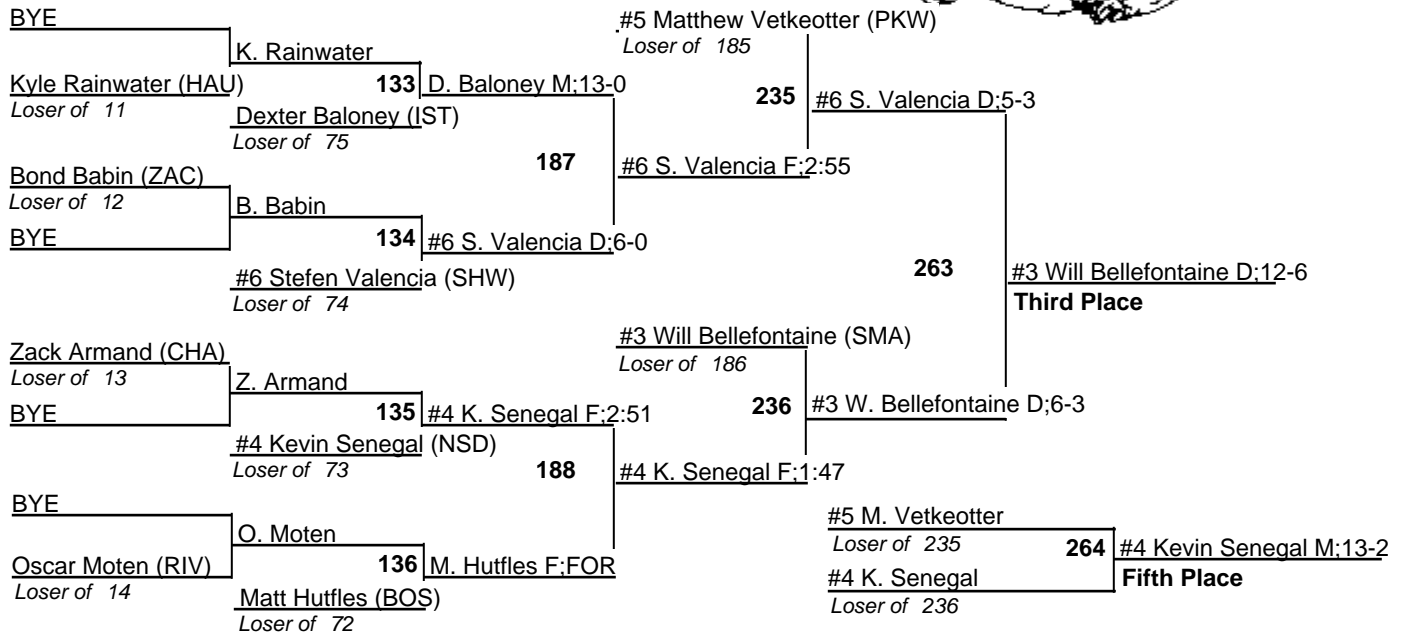 BYE
K. Rainwater
Kyle Rainwater (HAU)
Loser of 11
133
D. Baloney M;13-0
Dexter Baloney (IST)
Loser of 75
187
Bond Babin (ZAC)
Loser of 12
B. Babin
BYE
134
#6 S. Valencia D;6-0
#6 Stefen Valencia (SHW)
Loser of 74
Zack Armand (CHA)
Loser of 13
Z. Armand
BYE
135
#4 K. Senegal F;2:51
#4 Kevin Senegal (NSD)
Loser of 73
188
BYE
O. Moten
Oscar Moten (RIV)
Loser of 14
136
M. Hutfles F;FOR
Matt Hutfles (BOS)
Loser of 72
#5 Matthew Vetkeotter (PKW)
Loser of 185
235
#6 S. Valencia D;5-3
#6 S. Valencia F;2:55
263
#3 Will Bellefontaine D;12-6
Third Place
#3 Will Bellefontaine (SMA)
Loser of 186
236
#3 W. Bellefontaine D;6-3
#4 K. Senegal F;1:47
#5 M. Vetkeotter
Loser of 235
264
#4 Kevin Senegal M;13-2
#4 K. Senegal
Fifth Place
Loser of 236